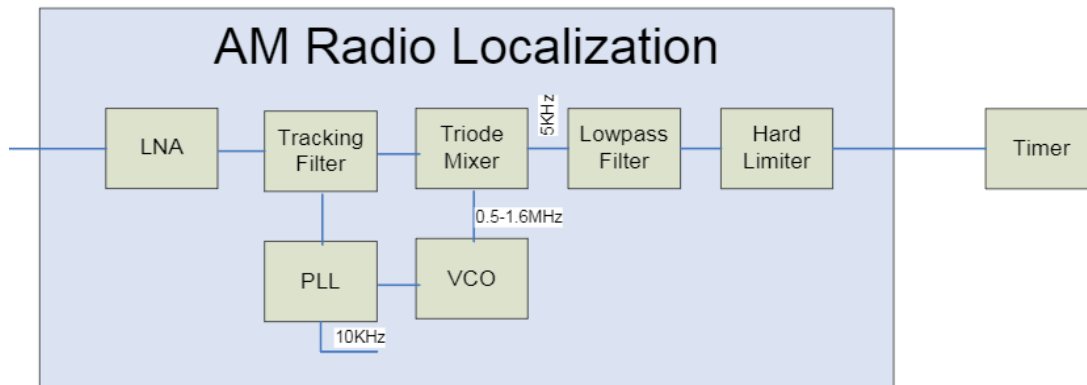 AM Radio Localization
LNA
Tracking
Filter
Triode
Mixer
5KHz
Lowpass
Filter
Hard
Limiter
Timer
0.5-1.6MHz
PLL
VCO
10KHz